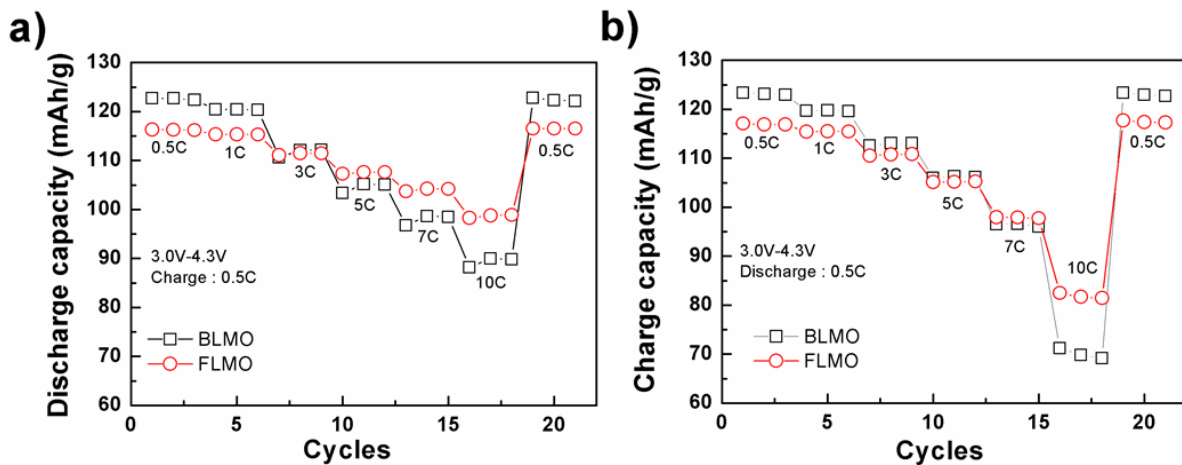 a)
Discharge capacity (mAh/g)
130
120
110
100
90
80
70
60
0.5C
1C
3C
5C
7C
10C
0.5C
3.0V-4.3V
Charge : 0.5C
BLMO
FLMO
0
5
10
15
20
Cycles
b)
Charge capacity (mAh/g)
130
120
110
100
90
80
70
60
0.5C
1C
3C
5C
7C
10C
0.5C
3.0V-4.3V
Discharge : 0.5C
BLMO
FLMO
0
5
10
15
20
Cycles